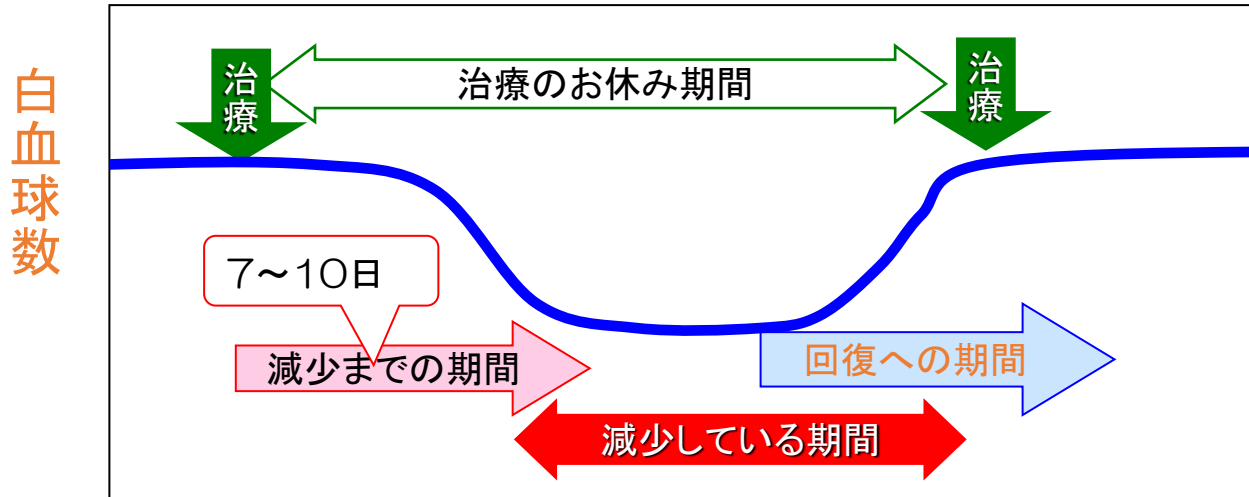 白血球数
治療
治療のお休み期間
治療
7～10日
減少までの期間
回復への期間
減少している期間